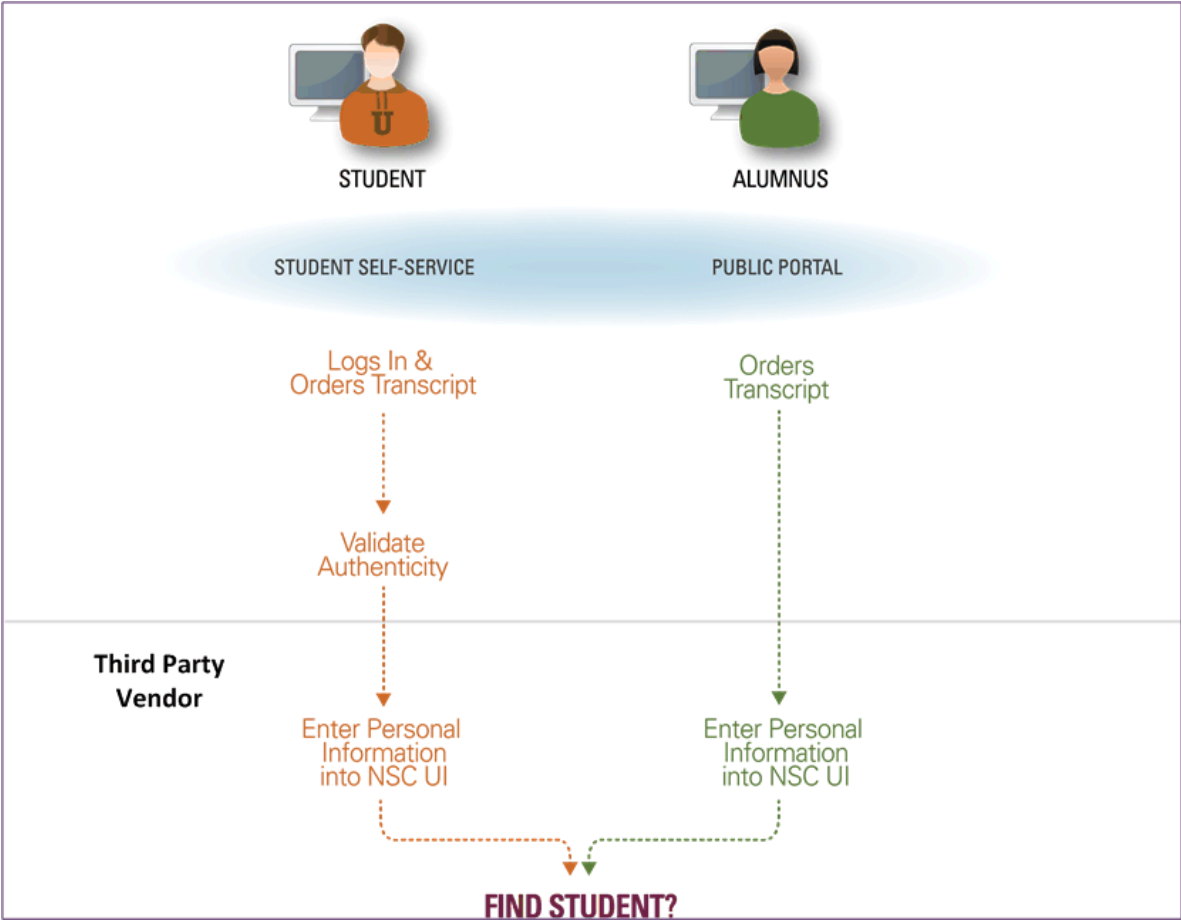 U
STUDENT
ALUMNUS
STUDENT SELF-SERVICE
PUBLIC PORTAL
Logs In &
Orders Transcript
Orders
Transcript
Validate
Authenticity
Third Party
Vendor
Enter Personal
Information
into NSC UI
Enter Personal
Information
into NSC UI
FIND STUDENT?